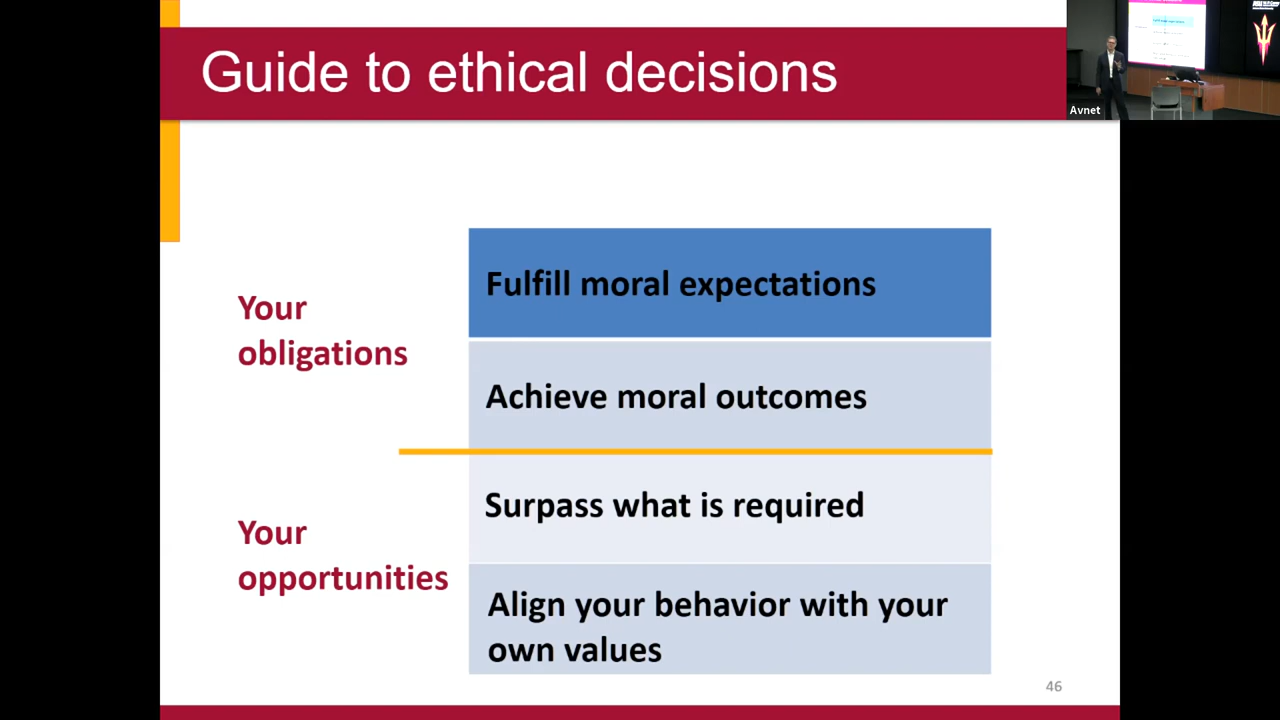 Guide to ethical decisions
Avnet
Your
obligations
Fulfill moral expectations
Achieve moral outcomes
Your
opportunities
Surpass what is required
Align your behavior with your
own values
46